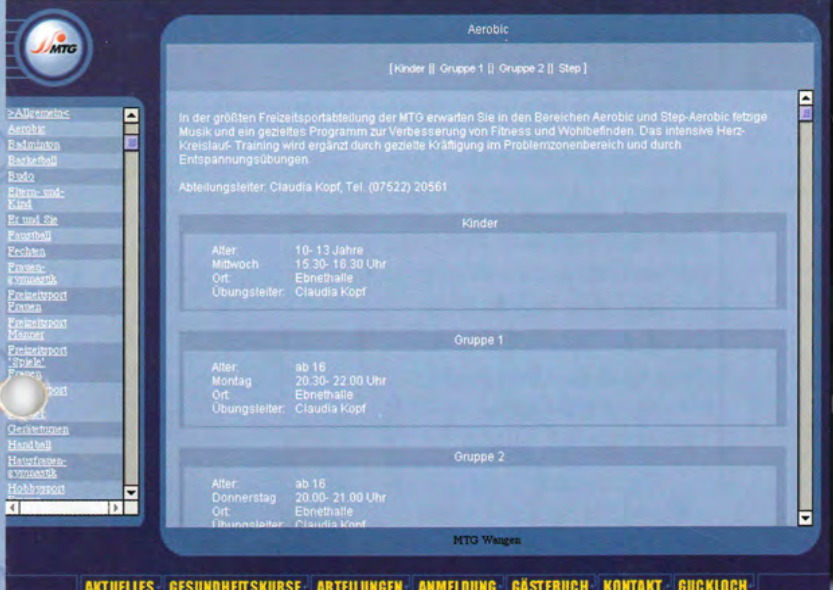 MTG
Aerobic
[ Kinder || Gruppe 1 || Gruppe 2 || Step ]
>Allgemein<
Aerobic
Badminton
Basketball
Budo
Eltern- und-
Kind
Er und Sie
Faustball
Fechten
Frauen-
gymnastik
Freizeitsport
Frauen
Freizeitsport
Männer
Freizeitsport
"Spiele"
Frauen
Gerätetumen
Handball
Hausfrauen-
gymnastik
Hobbysport
In der größten Freizeitsportabteilung der MTG erwarten Sie in den Bereichen Aerobic und Step-Aerobic fetzige
Musik und ein gezieltes Programm zur Verbesserung von Fitness und Wohlbefinden. Das intensive Herz-
Kreislauf- Training wird ergänzt durch gezielte Kräftigung im Problemzonenbereich und durch
Entspannungsübungen.
Abteilungsleiter: Claudia Kopf, Tel. (07522) 20561
Kinder
Alter: 10- 13 Jahre
Mittwoch 15.30- 16.30 Uhr
Ort: Ebnethalle
Übungsleiter: Claudia Kopf
Gruppe 1
Alter: ab 16
Montag 20.30- 22.00 Uhr
Ort: Ebnethalle
Übungsleiter: Claudia Kopf
Gruppe 2
Alter: ab 16
Donnerstag 20.00- 21.00 Uhr
Ort: Ebnethalle
Übungsleiter: Claudia Kopf
MTG Wangen
AKTUELLES GESUNDHEITSKURSE ABTEILUNGEN ANMELDUNG GÄSTEBUCH KONTAKT GUCKLOCH